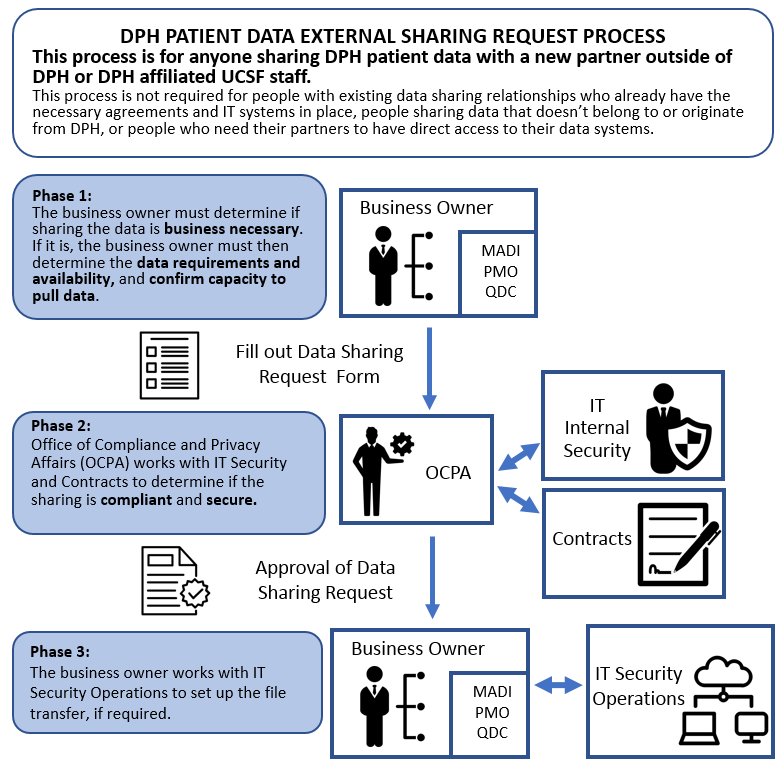 DPH PATIENT DATA EXTERNAL SHARING REQUEST PROCESS
This process is for anyone sharing DPH patient data with a new partner outside of
DPH or DPH affiliated UCSF staff.
This process is not required for people with existing data sharing relationships who already have the
necessary agreements and IT systems in place, people sharing data that doesn't belong to or originate
from DPH, or people who need their partners to have direct access to their data systems.
Phase 1:
The business owner must determine if
sharing the data is business necessary.
If it is, the business owner must then
determine the data requirements and
availability, and confirm capacity to
pull data.
Business Owner
MADI
PMO
QDC
Fill out Data Sharing
Request Form
Phase 2:
Office of Compliance and Privacy
Affairs (OCPA) works with IT Security
and Contracts to determine if the
sharing is compliant and secure.
OCPA
IT
Internal
Security
Contracts
Approval of Data
Sharing Request
Phase 3:
The business owner works with IT
Security Operations to set up the file
transfer, if required.
Business Owner
MADI
PMO
QDC
IT Security
Operations